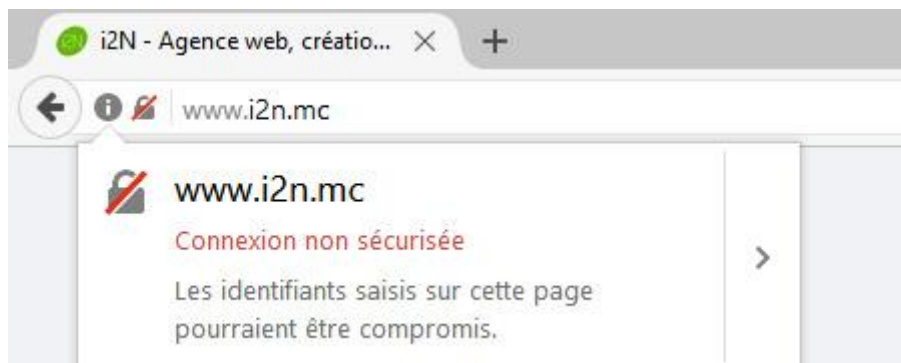 i2N - Agence web, créatio...
www.i2n.mc
www.i2n.mc
Connexion non sécurisée
Les identifiants saisis sur cette page
pourraient être compromis.